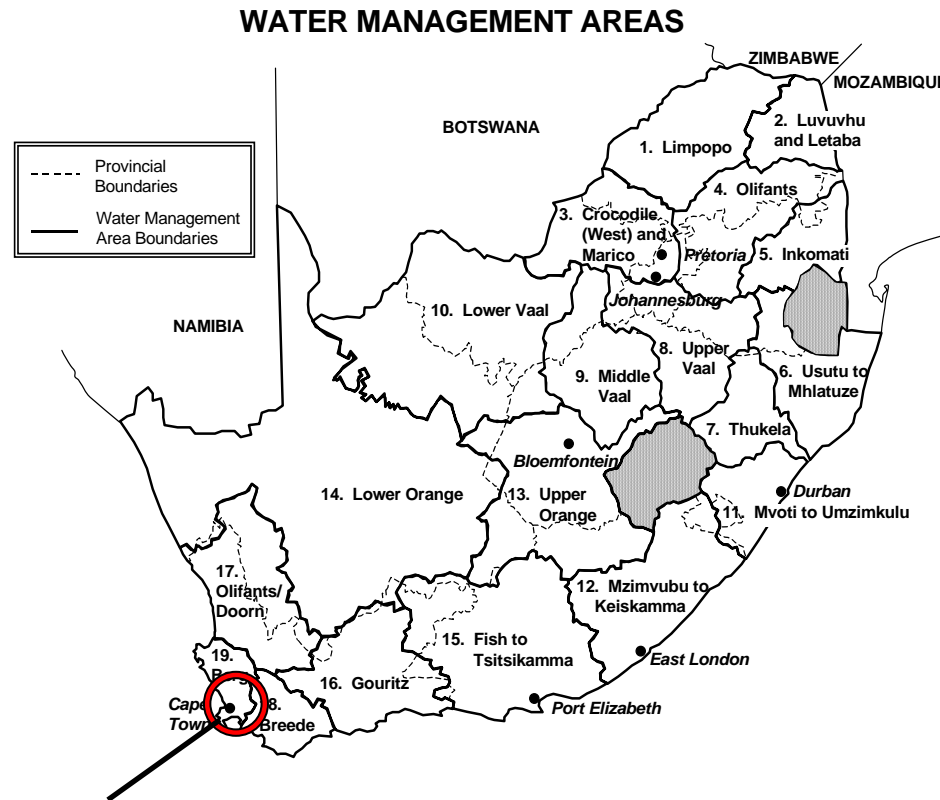 WATER MANAGEMENT AREAS
ZIMBABWE
MOZAMBIQUE
BOTSWANA
2. Luvuvhu
and Letaba
1. Limpopo
Provincial
Boundaries
Water Management
Area Boundaries
4. Olifants
3. Crocodile
(West) and
Marico
Pretoria
5. Inkomati
Johannesburg
10. Lower Vaal
NAMIBIA
8. Upper
Vaal
9. Middle
Vaal
6. Usutu to
Mhlatuze
7. Thukela
Bloemfontein
14. Lower Orange
13. Upper
Orange
Durban
11. Mvoti to Umzimkulu
17.
Olifants/
Doorn
12. Mzimvubu to
Keiskamma
15. Fish to
Tsitsikamma
East London
19.
Berg
16. Gouritz
Cape
Town
8.
Breede
Port Elizabeth